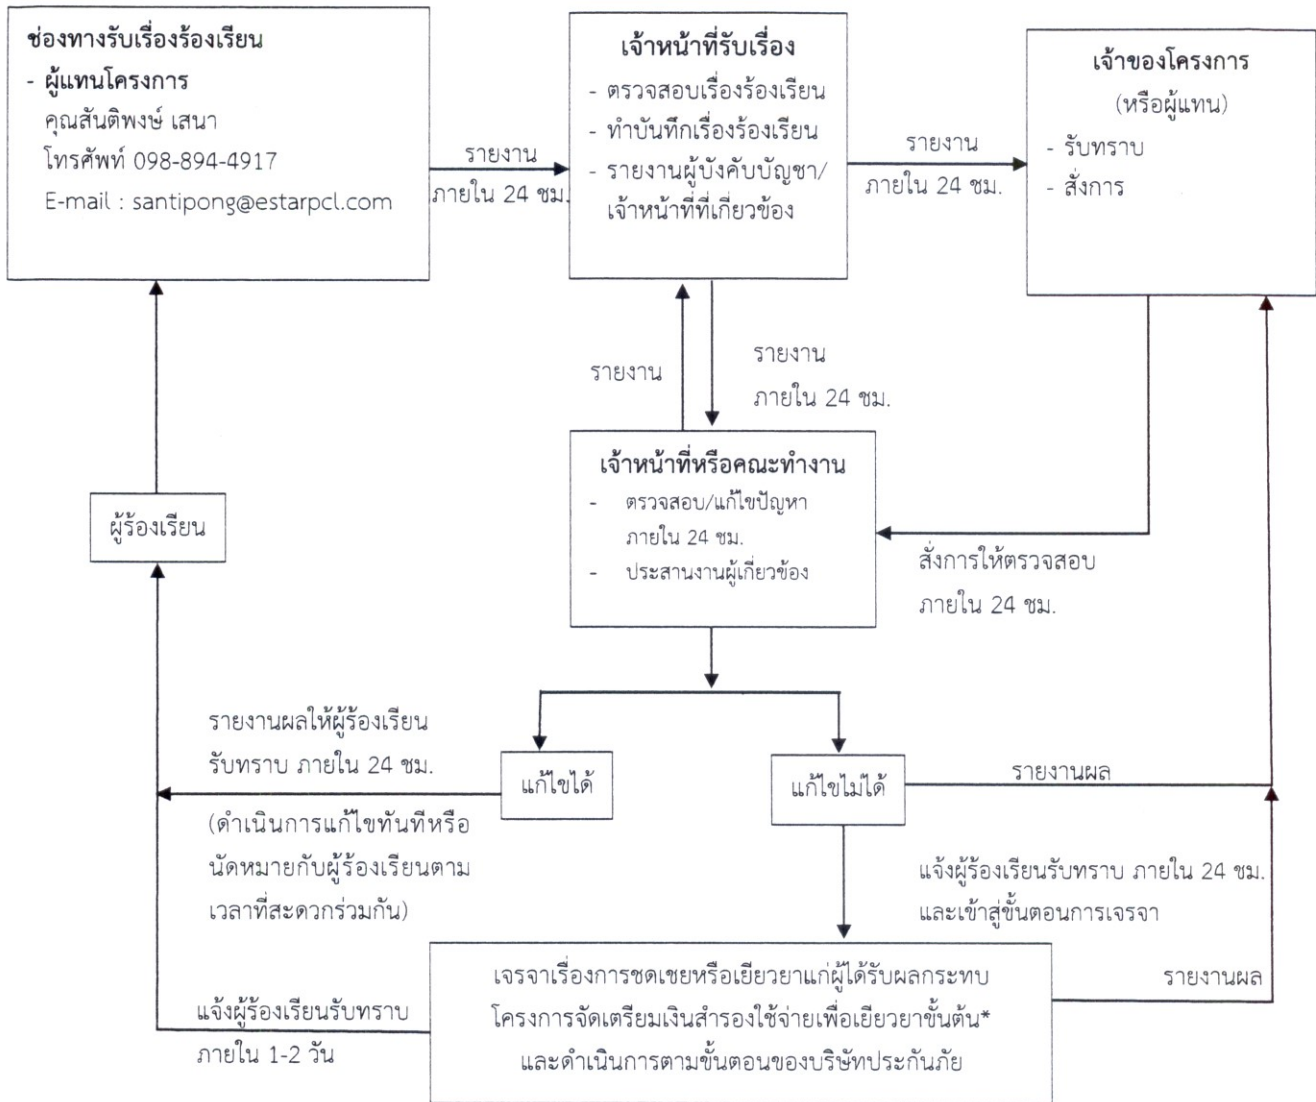 ช่องทางรับเรื่องร้องเรียน
- ผู้แทนโครงการ
คุณสันติพงษ์ เสนา
โทรศัพท์ 098-894-4917
E-mail : santipong@estarpcl.com
รายงาน
ภายใน 24 ชม.
เจ้าหน้าที่รับเรื่อง
- ตรวจสอบเรื่องร้องเรียน
- ทำบันทึกเรื่องร้องเรียน
- รายงานผู้บังคับบัญชา/
เจ้าหน้าที่ที่เกี่ยวข้อง
รายงาน
ภายใน 24 ชม.
เจ้าของโครงการ
(หรือผู้แทน)
- รับทราบ
- สั่งการ
รายงาน
รายงาน
ภายใน 24 ชม.
เจ้าหน้าที่หรือคณะทำงาน
- ตรวจสอบ/แก้ไขปัญหา
ภายใน 24 ชม.
- ประสานงานผู้เกี่ยวข้อง
ผู้ร้องเรียน
สั่งการให้ตรวจสอบ
ภายใน 24 ชม.
รายงานผลให้ผู้ร้องเรียน
รับทราบ ภายใน 24 ชม.
(ดำเนินการแก้ไขทันทีหรือ
นัดหมายกับผู้ร้องเรียนตาม
เวลาที่สะดวกร่วมกัน)
แก้ไขได้
แก้ไขไม่ได้
รายงานผล
แจ้งผู้ร้องเรียนรับทราบ ภายใน 24 ชม.
และเข้าสู่ขั้นตอนการเจรจา
เจรจาเรื่องการชดเชยหรือเยียวยาแก่ผู้ได้รับผลกระทบ
โครงการจัดเตรียมเงินสำรองใช้จ่ายเพื่อเยียวยาขั้นต้น*
และดำเนินการตามขั้นตอนของบริษัทประกันภัย
รายงานผล
แจ้งผู้ร้องเรียนรับทราบ
ภายใน 1-2 วัน